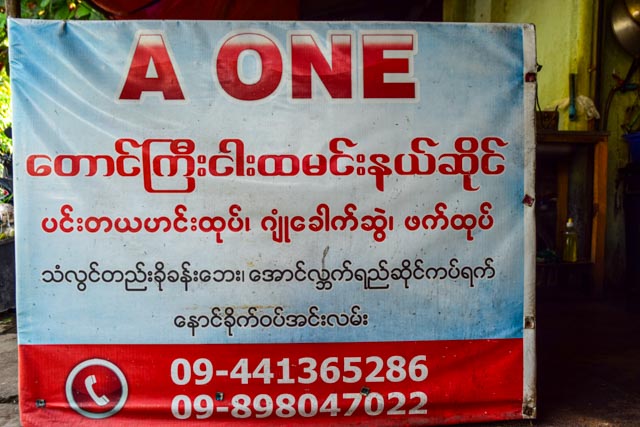 A ONE
တောင်ကြီးငါးထမင်းနယ်ဆိုင်
ပင်းတယဟင်းထုပ်၊ ဂျုံခေါက်ဆွဲ၊ ဖက်ထုပ်
သံလွင်တည်းခိုခန်းဘေး၊ အောင်လ္ဘက်ရည်ဆိုင်ကပ်ရက်
နောင်ခိုက်ဝပ်အင်းလမ်း
09-441365286
09-898047022